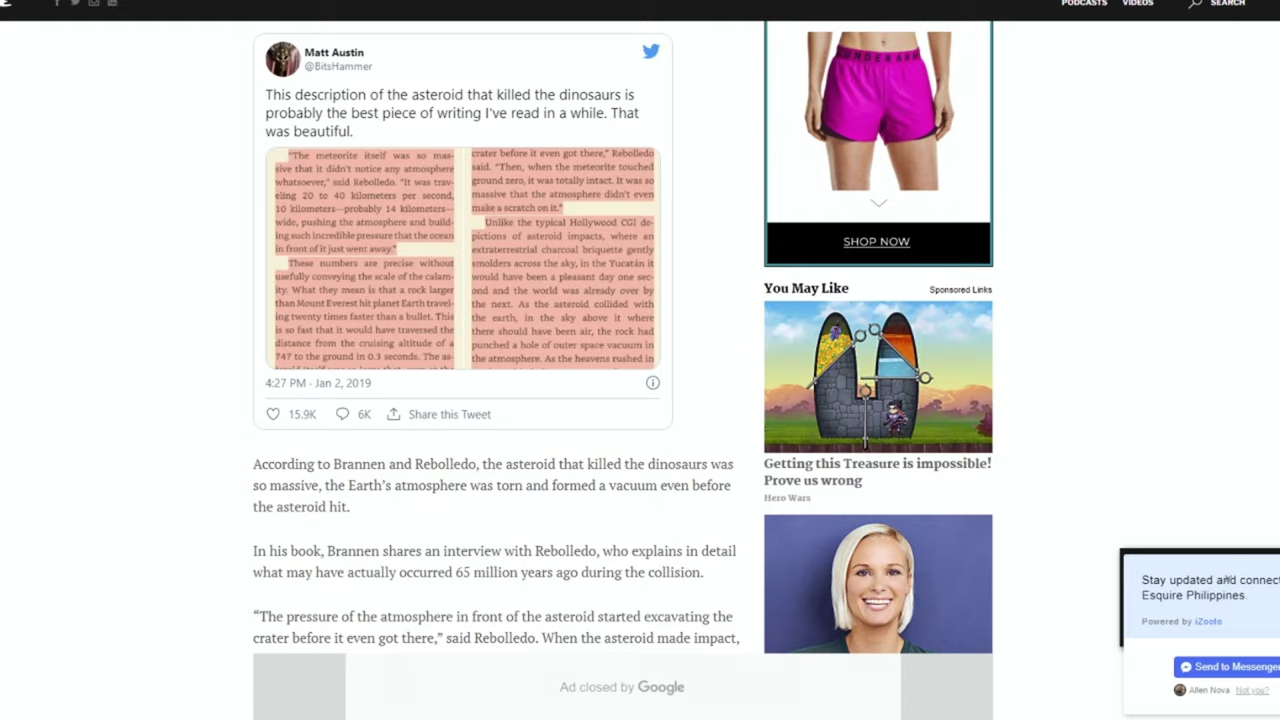 PODCASTS VIDEOS SEARCH
Matt Austin
@BitsHammer
This description of the asteroid that killed the dinosaurs is
probably the best piece of writing I've read in a while. That
was beautiful.
"The meteorite itself was so mas-
sive that it didn't notice any atmosphere
whatsoever," said Rebolledo. "It was trav-
eling 20 to 40 kilometers per second,
10 kilometers—probably 14 kilometers—
wide, pushing the atmosphere and build-
ing such incredible pressure that the ocean
in front of it just went away."
These numbers are precise without
usefully conveying the scale of the calam-
ity. What they mean is that a rock larger
than Mount Everest hit planet Earth travel-
ing twenty times faster than a bullet. This
is so fast that it would have traversed the
distance from the cruising altitude of a
747 to the ground in 0.3 seconds. The as-
crater before it even got there," Rebolledo
said. "Then, when the meteorite touched
ground zero, it was totally intact. It was so
massive that the atmosphere didn't even
make a scratch on it."
Unlike the typical Hollywood CGI de-
pictions of asteroid impacts, where an
extraterrestrial charcoal briquette gently
smolders across the sky, in the Yucatán it
would have been a pleasant day one sec-
ond and the world was already over by
the next. As the asteroid collided with
the earth, in the sky above it where
there should have been air, the rock had
punched a hole of outer space vacuum in
the atmosphere. As the heavens rushed in
4:27 PM · Jan 2, 2019
15.9K 6K Share this Tweet
According to Brannen and Rebolledo, the asteroid that killed the dinosaurs was
so massive, the Earth's atmosphere was torn and formed a vacuum even before
the asteroid hit.
In his book, Brannen shares an interview with Rebolledo, who explains in detail
what may have actually occurred 65 million years ago during the collision.
"The pressure of the atmosphere in front of the asteroid started excavating the
crater before it even got there," said Rebolledo. When the asteroid made impact,
Ad closed by Google
UNDER ARM
SHOP NOW
You May Like
Sponsored Links
Getting this Treasure is impossible!
Prove us wrong
Hero Wars
Stay updated and connect
Esquire Philippines.
Powered by iZooto
Send to Messenger
Allen Nova Not you?